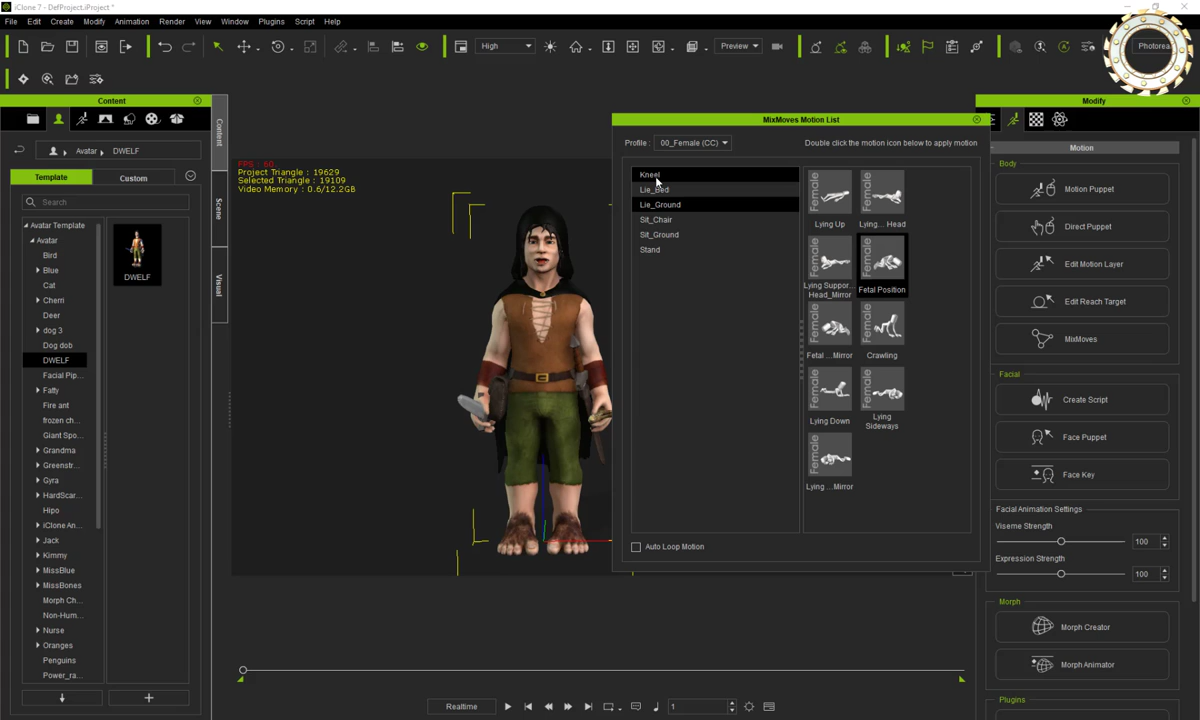 iClone 7 - DefProject.iProject *
File Edit Create Modify Animation Render View Window Plugins Script Help
High
Preview
Photoreal
Content
Avatar DWELF
Template Custom
Search
Avatar Template
Avatar
Bird
Blue
Cat
Cherri
Deer
dog 3
Dog dob
DWELF
Facial Pip...
Fatty
Fire ant
frozen ch...
Giant Spo...
Grandma
Greenstr...
Gyra
HardScar...
Hipo
iClone An...
Jack
Kimmy
MissBlue
MissBones
Morph Ch...
Non-Hum...
Nurse
Oranges
Penguins
Power_ra...
DWELF
Content
Scene
Visual
FPS : 60.
Project Triangle : 19629
Selected Triangle : 19109
Video Memory : 0.6/12.2GB
MixMoves Motion List
Profile : 00_Female (CC) Double click the motion icon below to apply motion
Kneel
Lie_Bed
Lie_Ground
Sit_Chair
Sit_Ground
Stand
Female Female
Lying Up Lying... Head
Female Female
Lying Suppor... Head_Mirror Fetal Position
Female Female
Fetal ...Mirror Crawling
Female Female
Lying Down Lying Sideways
Female
Lying ...Mirror
Auto Loop Motion
Modify
Motion
Body
Motion Puppet
Direct Puppet
Edit Motion Layer
Edit Reach Target
MixMoves
Facial
Create Script
Face Puppet
Face Key
Facial Animation Settings
Viseme Strength
100
Expression Strength
100
Morph
Morph Creator
Morph Animator
Plugins
Realtime 1